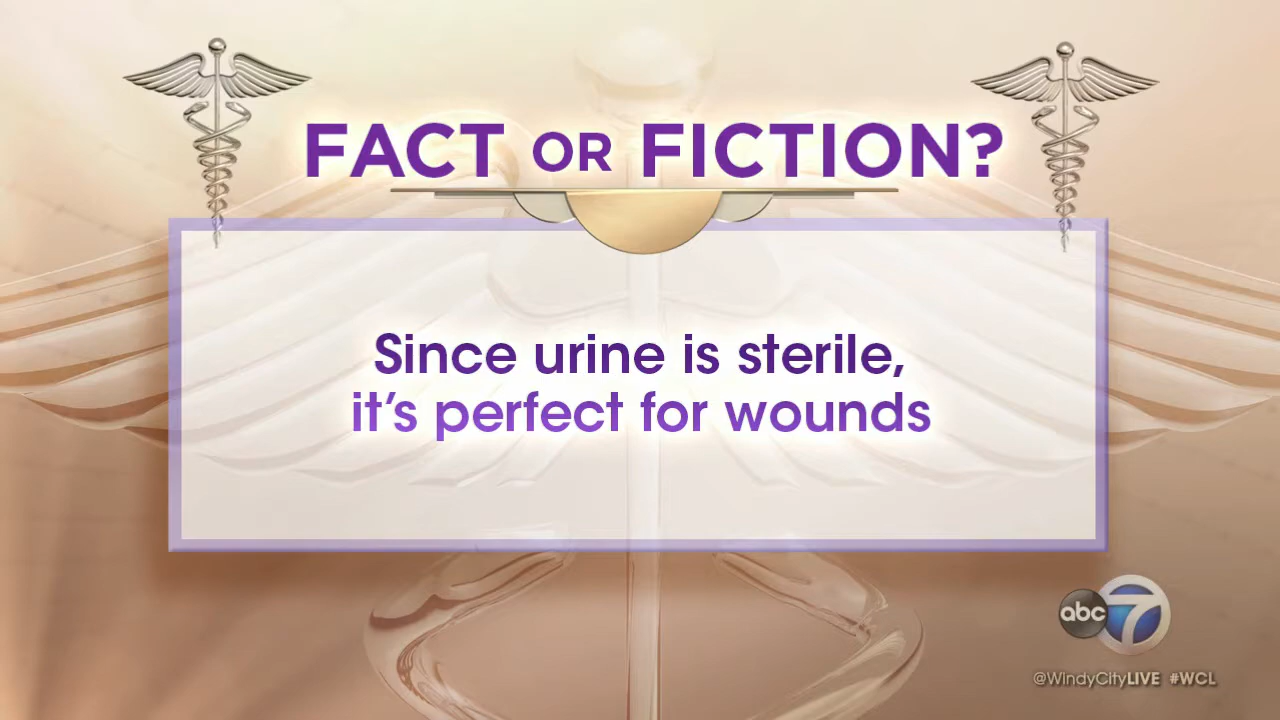 FACT OR FICTION?
Since urine is sterile,
it's perfect for wounds
abc 7
@WindyCityLIVE #WCL